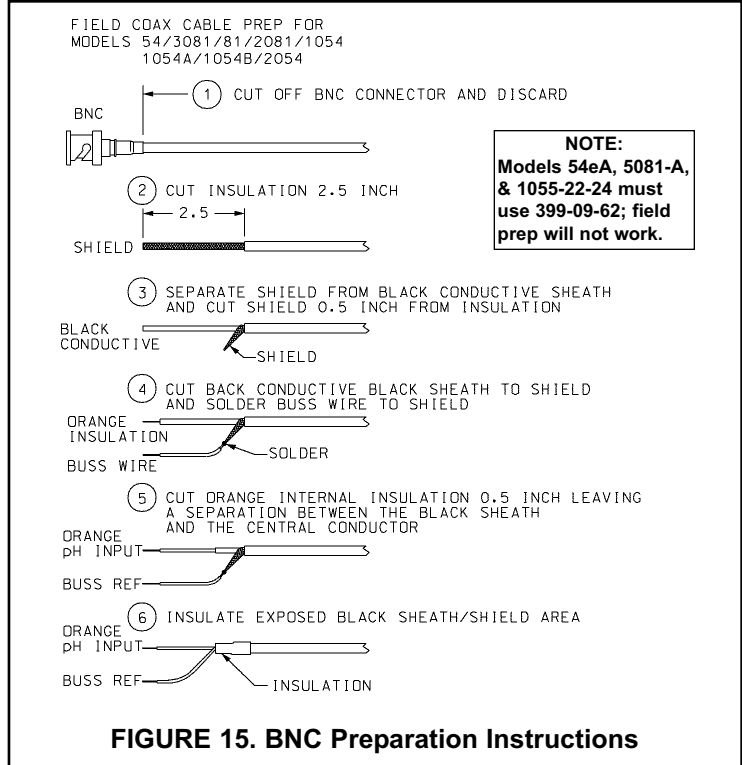 FIELD COAX CABLE PREP FOR
MODELS 54/3081/81/2081/1054
1054A/1054B/2054
1 CUT OFF BNC CONNECTOR AND DISCARD
BNC
NOTE:
Models 54eA, 5081-A,
& 1055-22-24 must
use 399-09-62; field
prep will not work.
2 CUT INSULATION 2.5 INCH
2.5
SHIELD
3 SEPARATE SHIELD FROM BLACK CONDUCTIVE SHEATH
AND CUT SHIELD 0.5 INCH FROM INSULATION
BLACK
CONDUCTIVE
SHIELD
4 CUT BACK CONDUCTIVE BLACK SHEATH TO SHIELD
AND SOLDER BUSS WIRE TO SHIELD
ORANGE
INSULATION
SOLDER
BUSS WIRE
5 CUT ORANGE INTERNAL INSULATION 0.5 INCH LEAVING
A SEPARATION BETWEEN THE BLACK SHEATH
AND THE CENTRAL CONDUCTOR
ORANGE
pH INPUT
BUSS REF
6 INSULATE EXPOSED BLACK SHEATH/SHIELD AREA
ORANGE
pH INPUT
BUSS REF
INSULATION
FIGURE 15. BNC Preparation Instructions